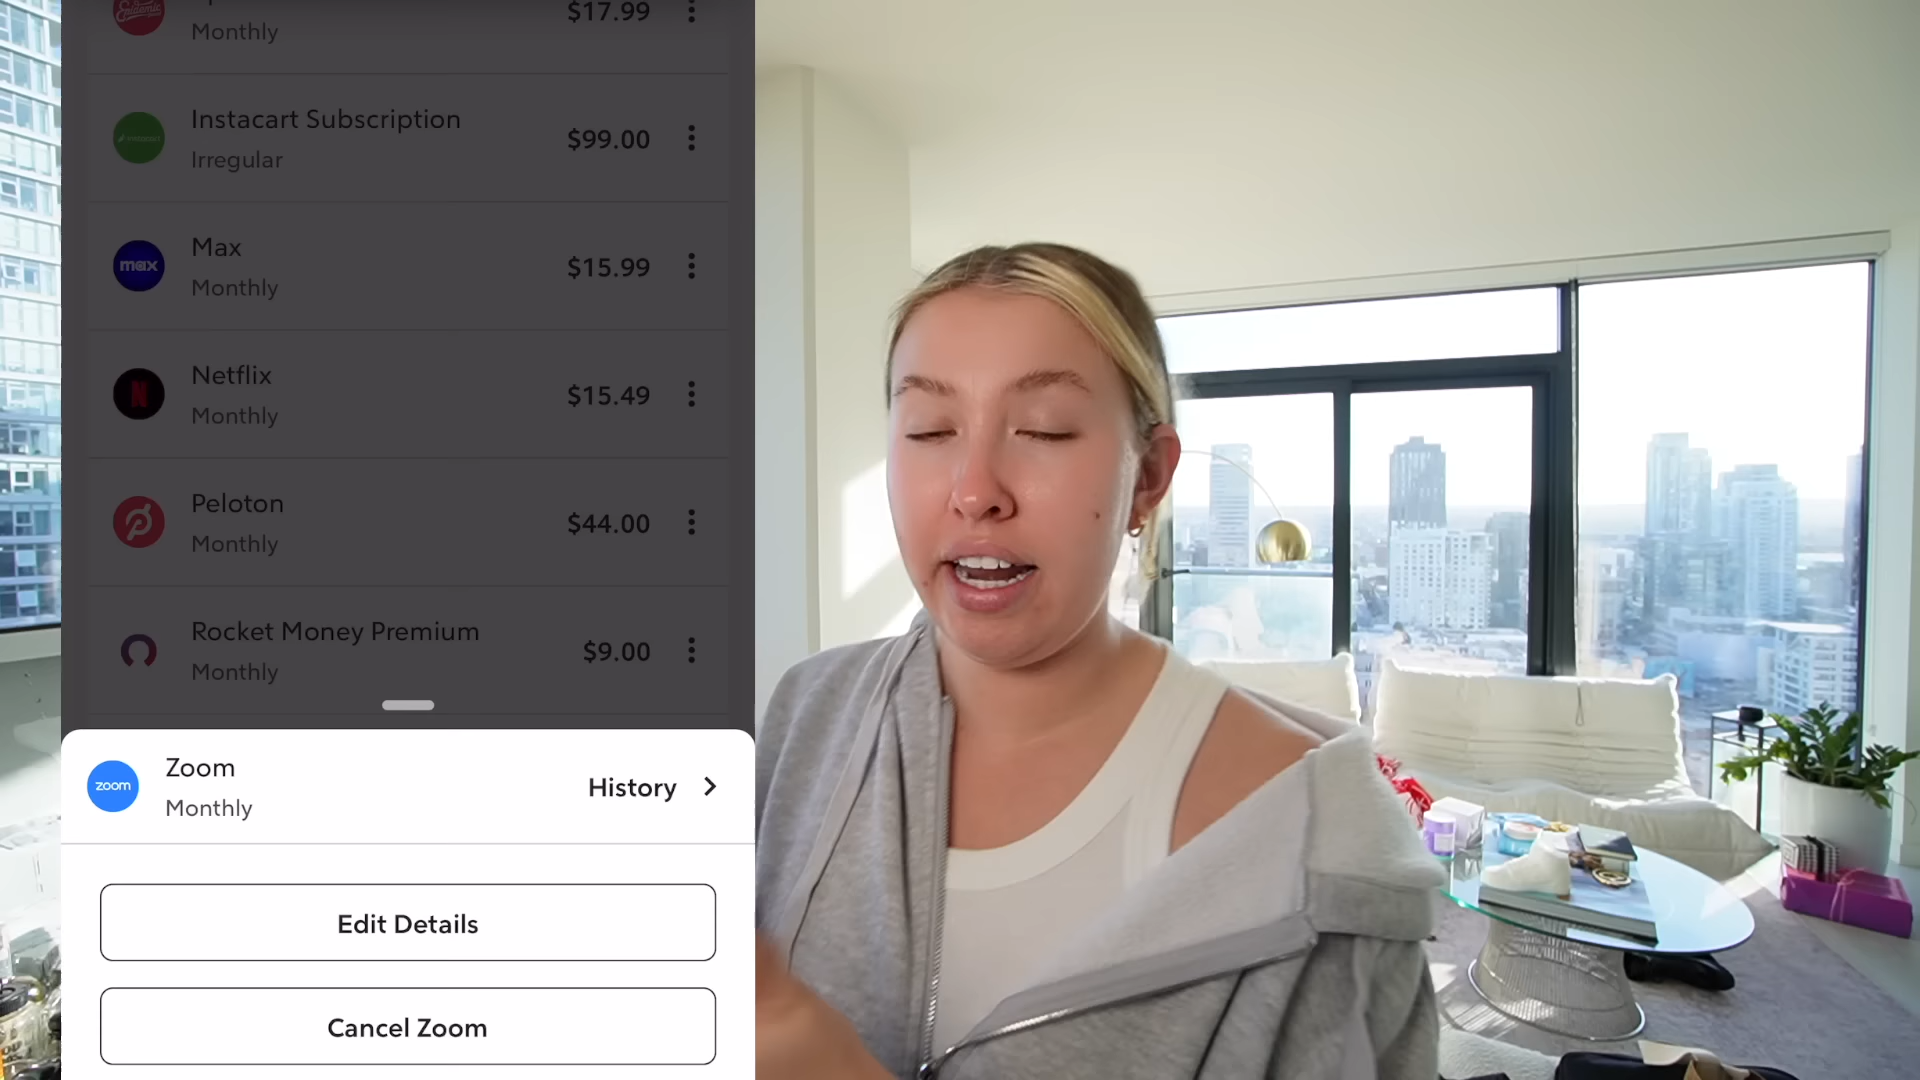 Epidemic
$17.99
Monthly
Instacart Subscription
$99.00
Irregular
max
Max
$15.99
Monthly
N
Netflix
$15.49
Monthly
Peloton
$44.00
Monthly
Rocket Money Premium
$9.00
Monthly
zoom
Zoom
History
Monthly
Edit Details
Cancel Zoom